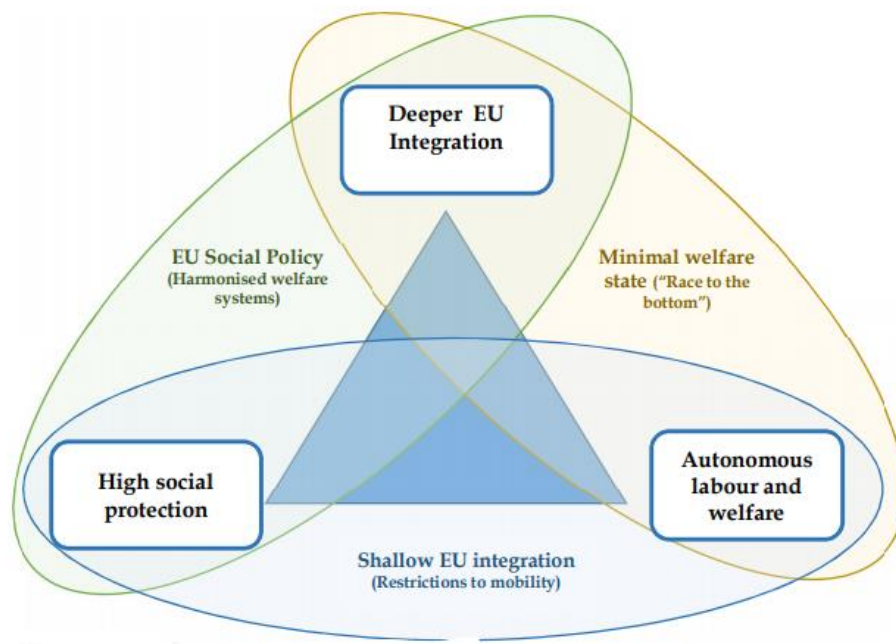 Deeper EU
Integration
EU Social Policy
(Harmonised welfare
systems)
Minimal welfare
state ("Race to the
bottom")
High social
protection
Autonomous
labour and
welfare
Shallow EU integration
(Restrictions to mobility)